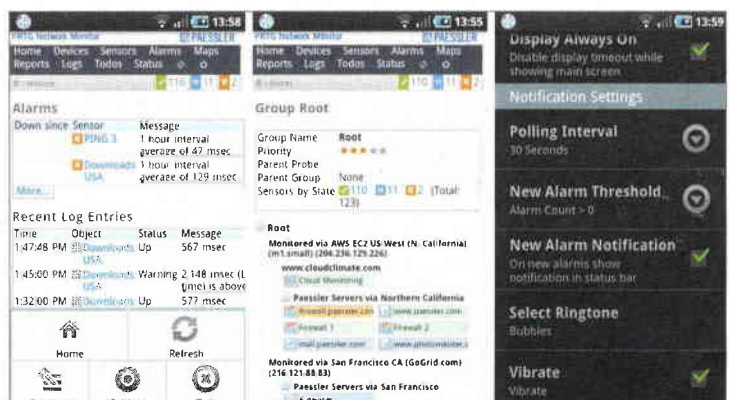 13:58
PRTG Network Monitor
PAESSLER
Home Devices Sensors Alarms Maps
Reports Logs Todos Status
110 11 2
Alarms
Down since Sensor Message
PING 3 1 hour interval
average of 47 msec
Downloads 1 hour interval
USA average of 129 msec
More...
Recent Log Entries
Time Object Status Message
1:47:48 PM Downloads Up 567 msec
USA
1:45:00 PM Downloads Warning 2,148 msec (L
USA time) is above
1:32:00 PM Downloads Up 577 msec
Home Refresh
13:55
PRTG Network Monitor
PAESSLER
Home Devices Sensors Alarms Maps
Reports Logs Todos Status
110 11 2
Group Root
Group Name Root
Priority
Parent Probe
Parent Group None
Sensors by State 110 11 2 (Total:
123)
Root
Monitored via AWS EC2 US-West (N. California)
(m1.small) (204.236.129.226)
www.cloudclimate.com
Cloud Monitoring
Paessler Servers via Northern California
firewall.paessler.com www.paessler.com
Firewall 1 Firewall 2
mail.paessler.com
Monitored via San Francisco CA (GoGrid com)
(216.121.88.83)
Paessler Servers via San Francisco
13:59
Display Always On
Disable display timeout while
showing main screen
Notification Settings
Polling Interval
30 Seconds
New Alarm Threshold
Alarm Count > 0
New Alarm Notification
On new alarms show
notification in status bar
Select Ringtone
Bubbles
Vibrate
Vibrate